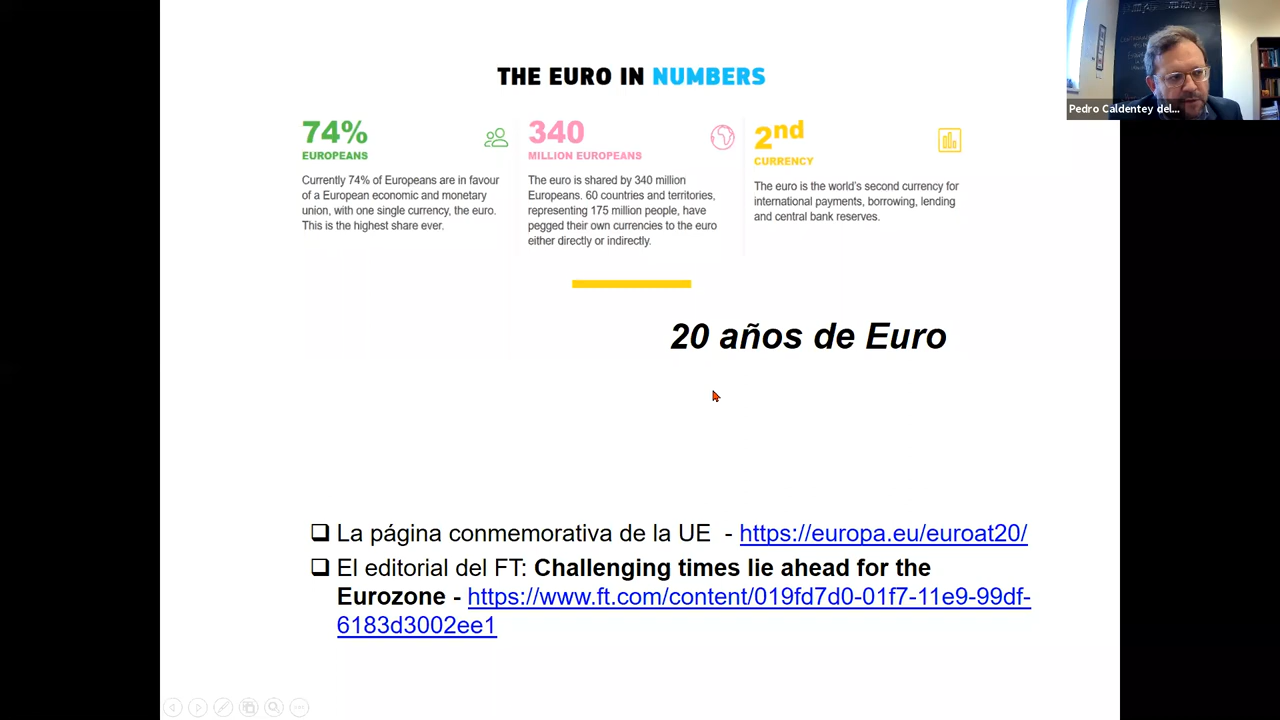 THE EURO IN NUMBERS
74%
EUROPEANS
Currently 74% of Europeans are in favour
of a European economic and monetary
union, with one single currency, the euro.
This is the highest share ever.
340
MILLION EUROPEANS
The euro is shared by 340 million
Europeans. 60 countries and territories,
representing 175 million people, have
pegged their own currencies to the euro
either directly or indirectly.
2nd
CURRENCY
The euro is the world's second currency for
international payments, borrowing, lending
and central bank reserves.
Pedro Caldentey del...
20 años de Euro
❑ La página conmemorativa de la UE - https://europa.eu/euroat20/
❑ El editorial del FT: Challenging times lie ahead for the
Eurozone - https://www.ft.com/content/019fd7d0-01f7-11e9-99df-
6183d3002ee1